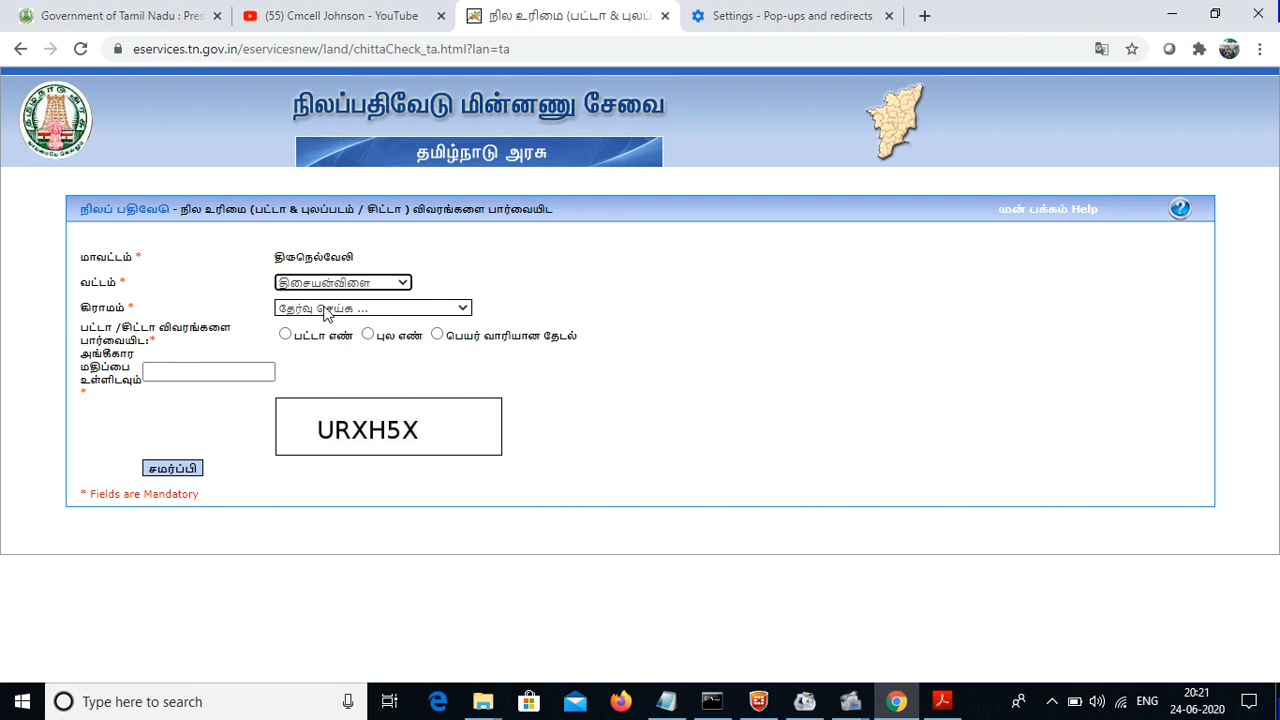 Government of Tamil Nadu : Pres
(55) Cmcell Johnson - YouTube
நில உரிமை (பட்டா & புலப்
Settings - Pop-ups and redirects
eservices.tn.gov.in/eservicesnew/land/chittaCheck_ta.html?lan=ta
நிலப்பதிவேடு மின்னணு சேவை
தமிழ்நாடு அரசு
நிலப் பதிவேடு - நில உரிமை (பட்டா & புலப்படம் / சிட்டா ) விவரங்களை பார்வையிட
முன் பக்கம் Help
மாவட்டம் * திருநெல்வேலி
வட்டம் * திசையன்விளை
கிராமம் * தேர்வு செய்க ...
பட்டா /சிட்டா விவரங்களை
பார்வையிட:* பட்டா எண் புல எண் பெயர் வாரியான தேடல்
அங்கீகார
மதிப்பை
உள்ளிடவும்
*
URXH5X
சமர்ப்பி
* Fields are Mandatory
Type here to search
ENG
20:21
24-06-2020